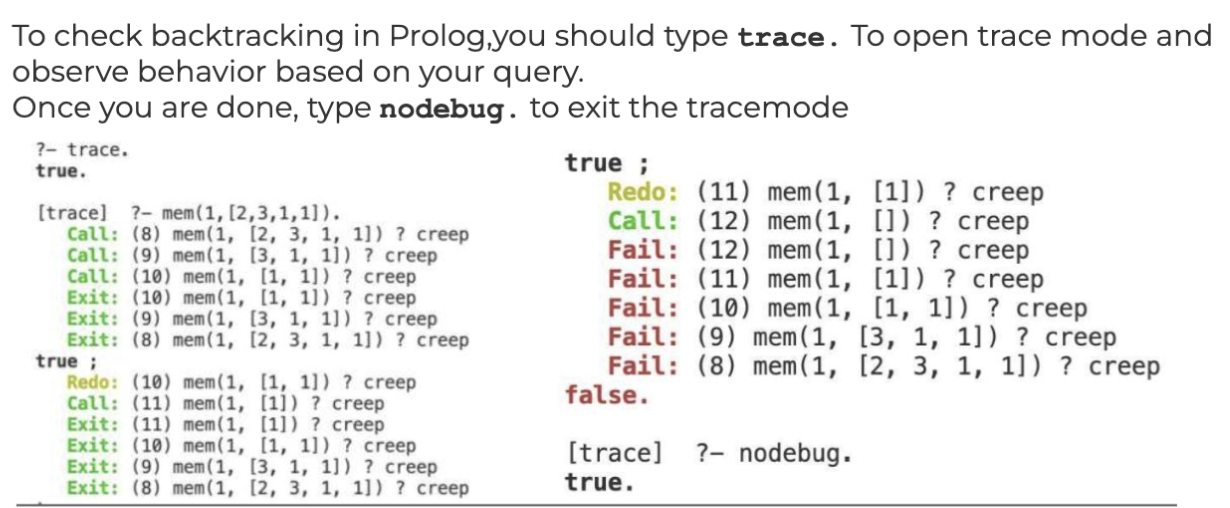 To check backtracking in Prolog,you should type trace. To open trace mode and
observe behavior based on your query.
Once you are done, type nodebug. to exit the tracemode
?- trace.
true.
[trace]  ?- mem(1,[2,3,1,1]).
Call: (8) mem(1, [2, 3, 1, 1]) ? creep
Call: (9) mem(1, [3, 1, 1]) ? creep
Call: (10) mem(1, [1, 1]) ? creep
Exit: (10) mem(1, [1, 1]) ? creep
Exit: (9) mem(1, [3, 1, 1]) ? creep
Exit: (8) mem(1, [2, 3, 1, 1]) ? creep
true ;
Redo: (10) mem(1, [1, 1]) ? creep
Call: (11) mem(1, [1]) ? creep
Exit: (11) mem(1, [1]) ? creep
Exit: (10) mem(1, [1, 1]) ? creep
Exit: (9) mem(1, [3, 1, 1]) ? creep
Exit: (8) mem(1, [2, 3, 1, 1]) ? creep
true ;
Redo: (11) mem(1, [1]) ? creep
Call: (12) mem(1, []) ? creep
Fail: (12) mem(1, []) ? creep
Fail: (11) mem(1, [1]) ? creep
Fail: (10) mem(1, [1, 1]) ? creep
Fail: (9) mem(1, [3, 1, 1]) ? creep
Fail: (8) mem(1, [2, 3, 1, 1]) ? creep
false.
[trace]  ?- nodebug.
true.